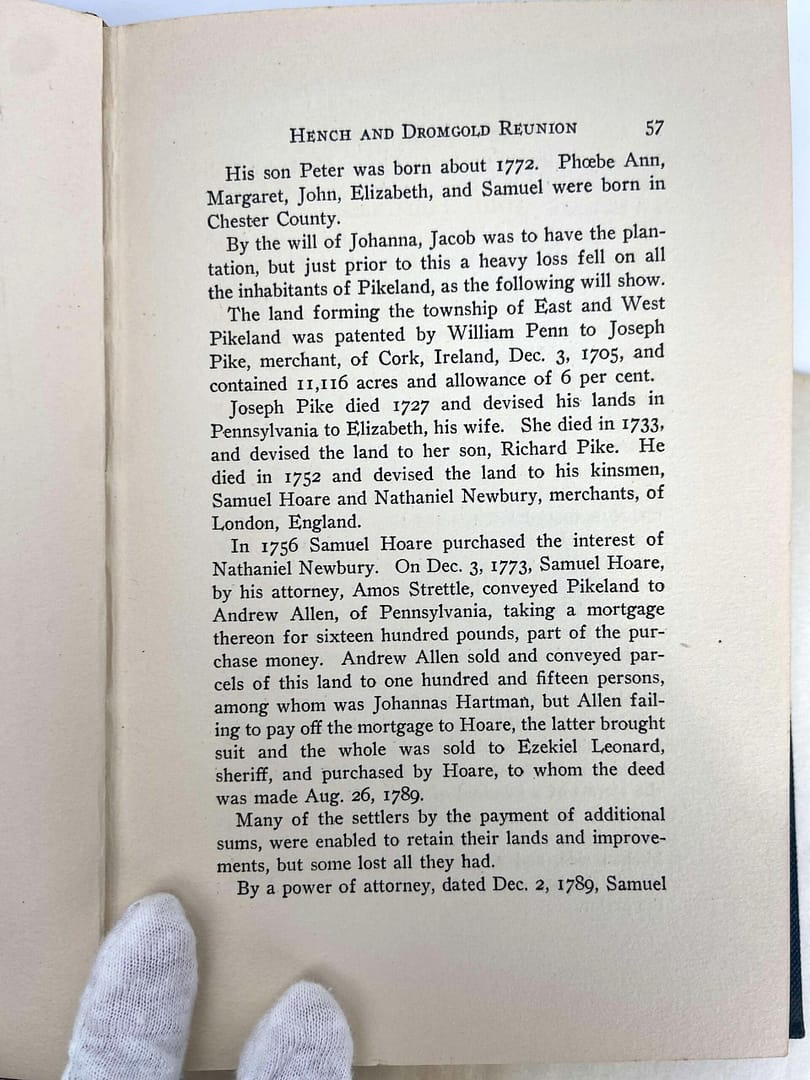 HENCH AND DROMGOLD REUNION 57
His son Peter was born about 1772. Phœbe Ann,
Margaret, John, Elizabeth, and Samuel were born in
Chester County.
By the will of Johanna, Jacob was to have the plan-
tation, but just prior to this a heavy loss fell on all
the inhabitants of Pikeland, as the following will show.
The land forming the township of East and West
Pikeland was patented by William Penn to Joseph
Pike, merchant, of Cork, Ireland, Dec. 3, 1705, and
contained 11,116 acres and allowance of 6 per cent.
Joseph Pike died 1727 and devised his lands in
Pennsylvania to Elizabeth, his wife. She died in 1733,
and devised the land to her son, Richard Pike. He
died in 1752 and devised the land to his kinsmen,
Samuel Hoare and Nathaniel Newbury, merchants, of
London, England.
In 1756 Samuel Hoare purchased the interest of
Nathaniel Newbury. On Dec. 3, 1773, Samuel Hoare,
by his attorney, Amos Strettle, conveyed Pikeland to
Andrew Allen, of Pennsylvania, taking a mortgage
thereon for sixteen hundred pounds, part of the pur-
chase money. Andrew Allen sold and conveyed par-
cels of this land to one hundred and fifteen persons,
among whom was Johannas Hartman, but Allen fail-
ing to pay off the mortgage to Hoare, the latter brought
suit and the whole was sold to Ezekiel Leonard,
sheriff, and purchased by Hoare, to whom the deed
was made Aug. 26, 1789.
Many of the settlers by the payment of additional
sums, were enabled to retain their lands and improve-
ments, but some lost all they had.
By a power of attorney, dated Dec. 2, 1789, Samuel